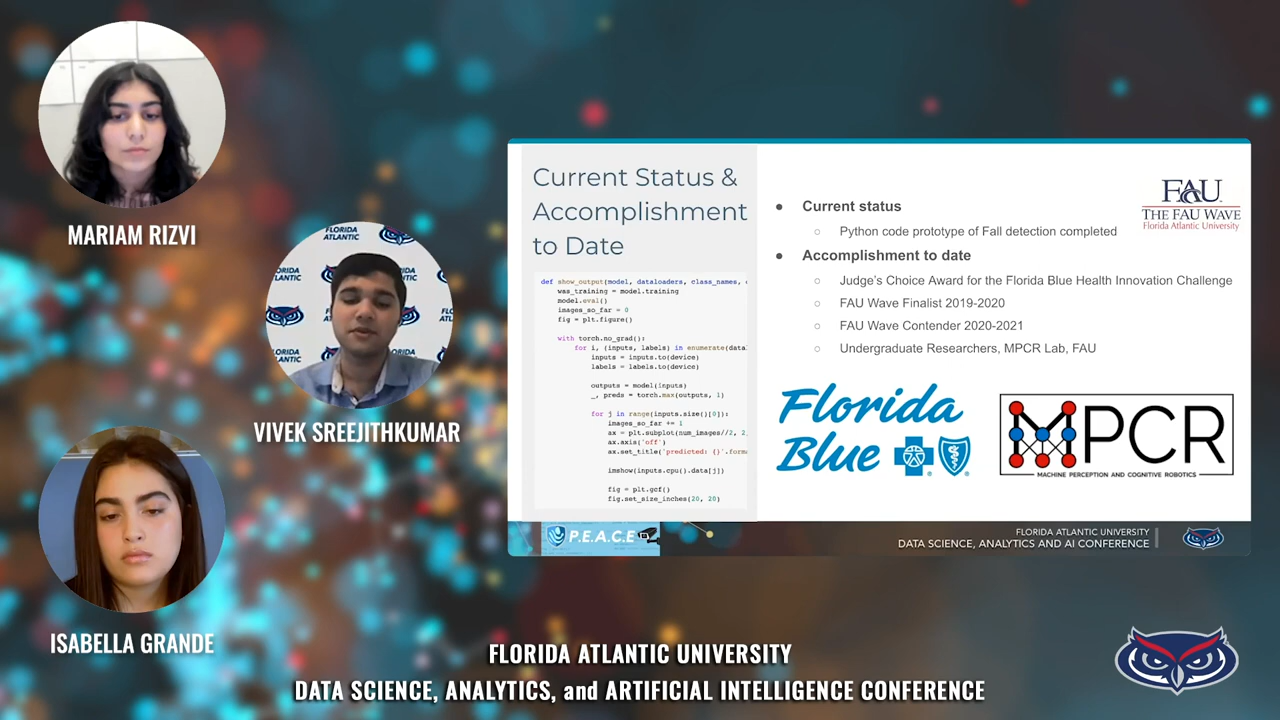 MARIAM RIZVI
FLORIDA
ATLANTIC
FLORIDA
ATLANTIC
VIVEK SREEJITHKUMAR
ISABELLA GRANDE
Current Status &
Accomplishment
to Date
def show_output(model, dataloaders, class_names,
was_training = model.training
model.eval()
images_so_far = 0
fig = plt.figure()
with torch.no_grad():
for i, (inputs, labels) in enumerate(data
inputs = inputs.to(device)
labels = labels.to(device)
outputs = model(inputs)
_, preds = torch.max(outputs, 1)
for j in range(inputs.size()[0]):
images_so_far += 1
ax = plt.subplot(num_images//2, 2,
ax.axis('off')
ax.set_title('predicted: {}'.form
imshow(inputs.cpu().data[j])
fig = plt.gcf()
fig.set_size_inches(20, 20)
● Current status
○ Python code prototype of Fall detection completed
● Accomplishment to date
○ Judge's Choice Award for the Florida Blue Health Innovation Challenge
○ FAU Wave Finalist 2019-2020
○ FAU Wave Contender 2020-2021
○ Undergraduate Researchers, MPCR Lab, FAU
FAU
THE FAU WAVE
Florida Atlantic University
Florida
Blue
MPCR
MACHINE PERCEPTION AND COGNITIVE ROBOTICS
P.E.A.C.E
FLORIDA ATLANTIC UNIVERSITY
DATA SCIENCE, ANALYTICS AND AI CONFERENCE
FLORIDA ATLANTIC UNIVERSITY
DATA SCIENCE, ANALYTICS, and ARTIFICIAL INTELLIGENCE CONFERENCE